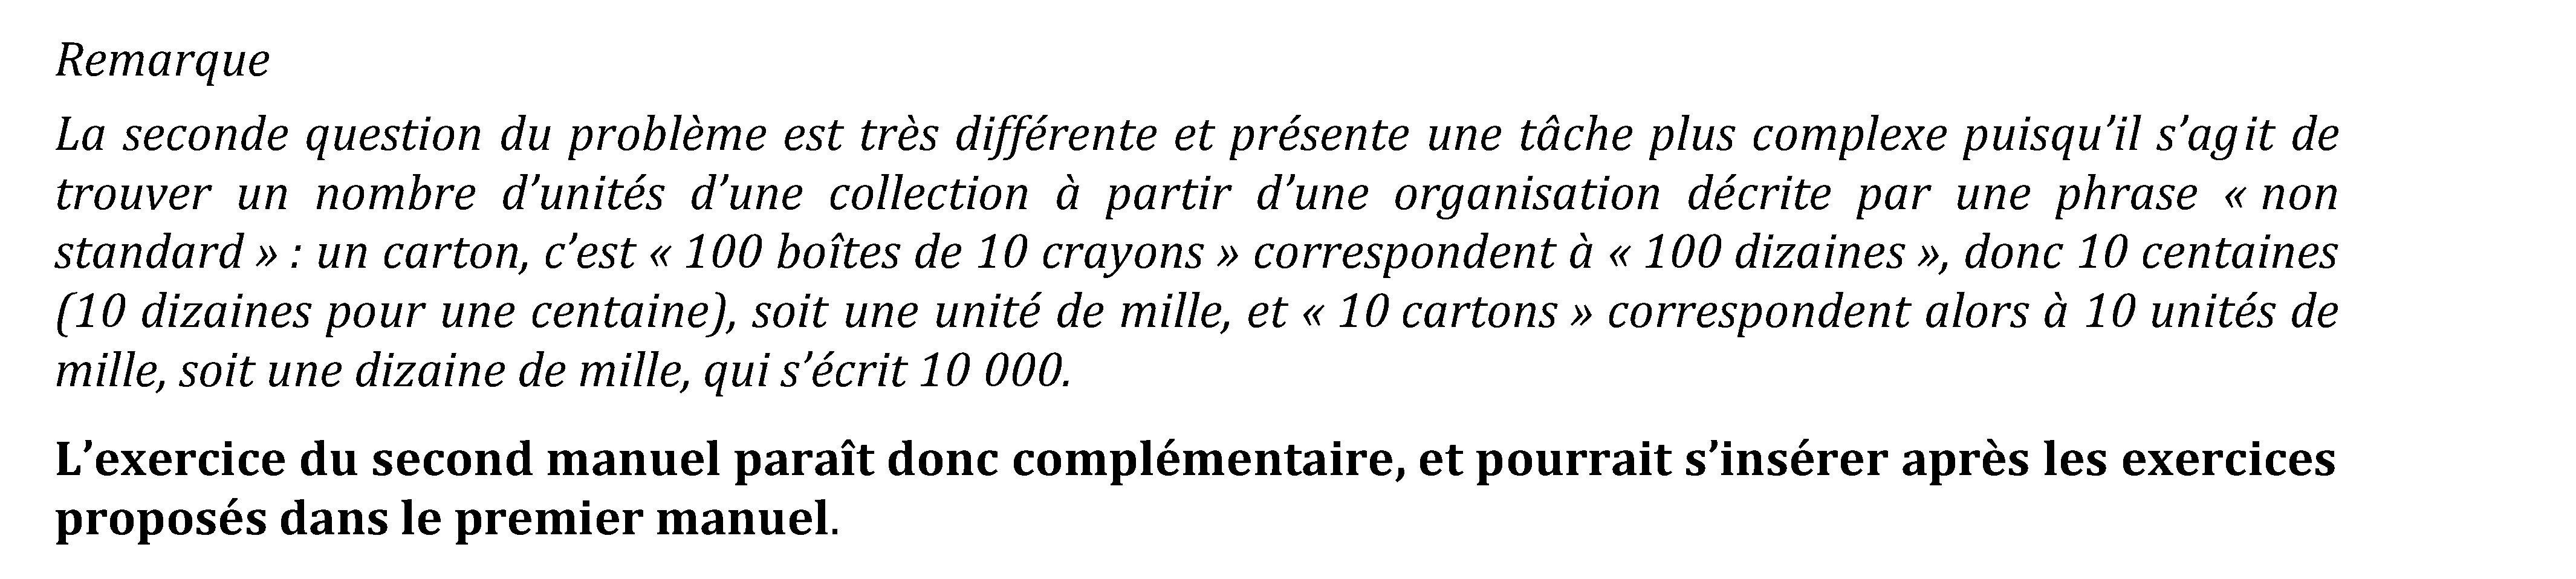 Remarque
La seconde question du problème est très différente et présente une tâche plus complexe puisqu’il s’agit de
trouver un nombre d’unités d’une collection à partir d’une organisation décrite par une phrase « non
standard » : un carton, c’est « 100 boîtes de 10 crayons » correspondent à « 100 dizaines », donc 10 centaines
(10 dizaines pour une centaine), soit une unité de mille, et « 10 cartons » correspondent alors à 10 unités de
mille, soit une dizaine de mille, qui s’écrit 10 000.
L’exercice du second manuel paraît donc complémentaire, et pourrait s’insérer après les exercices
proposés dans le premier manuel.